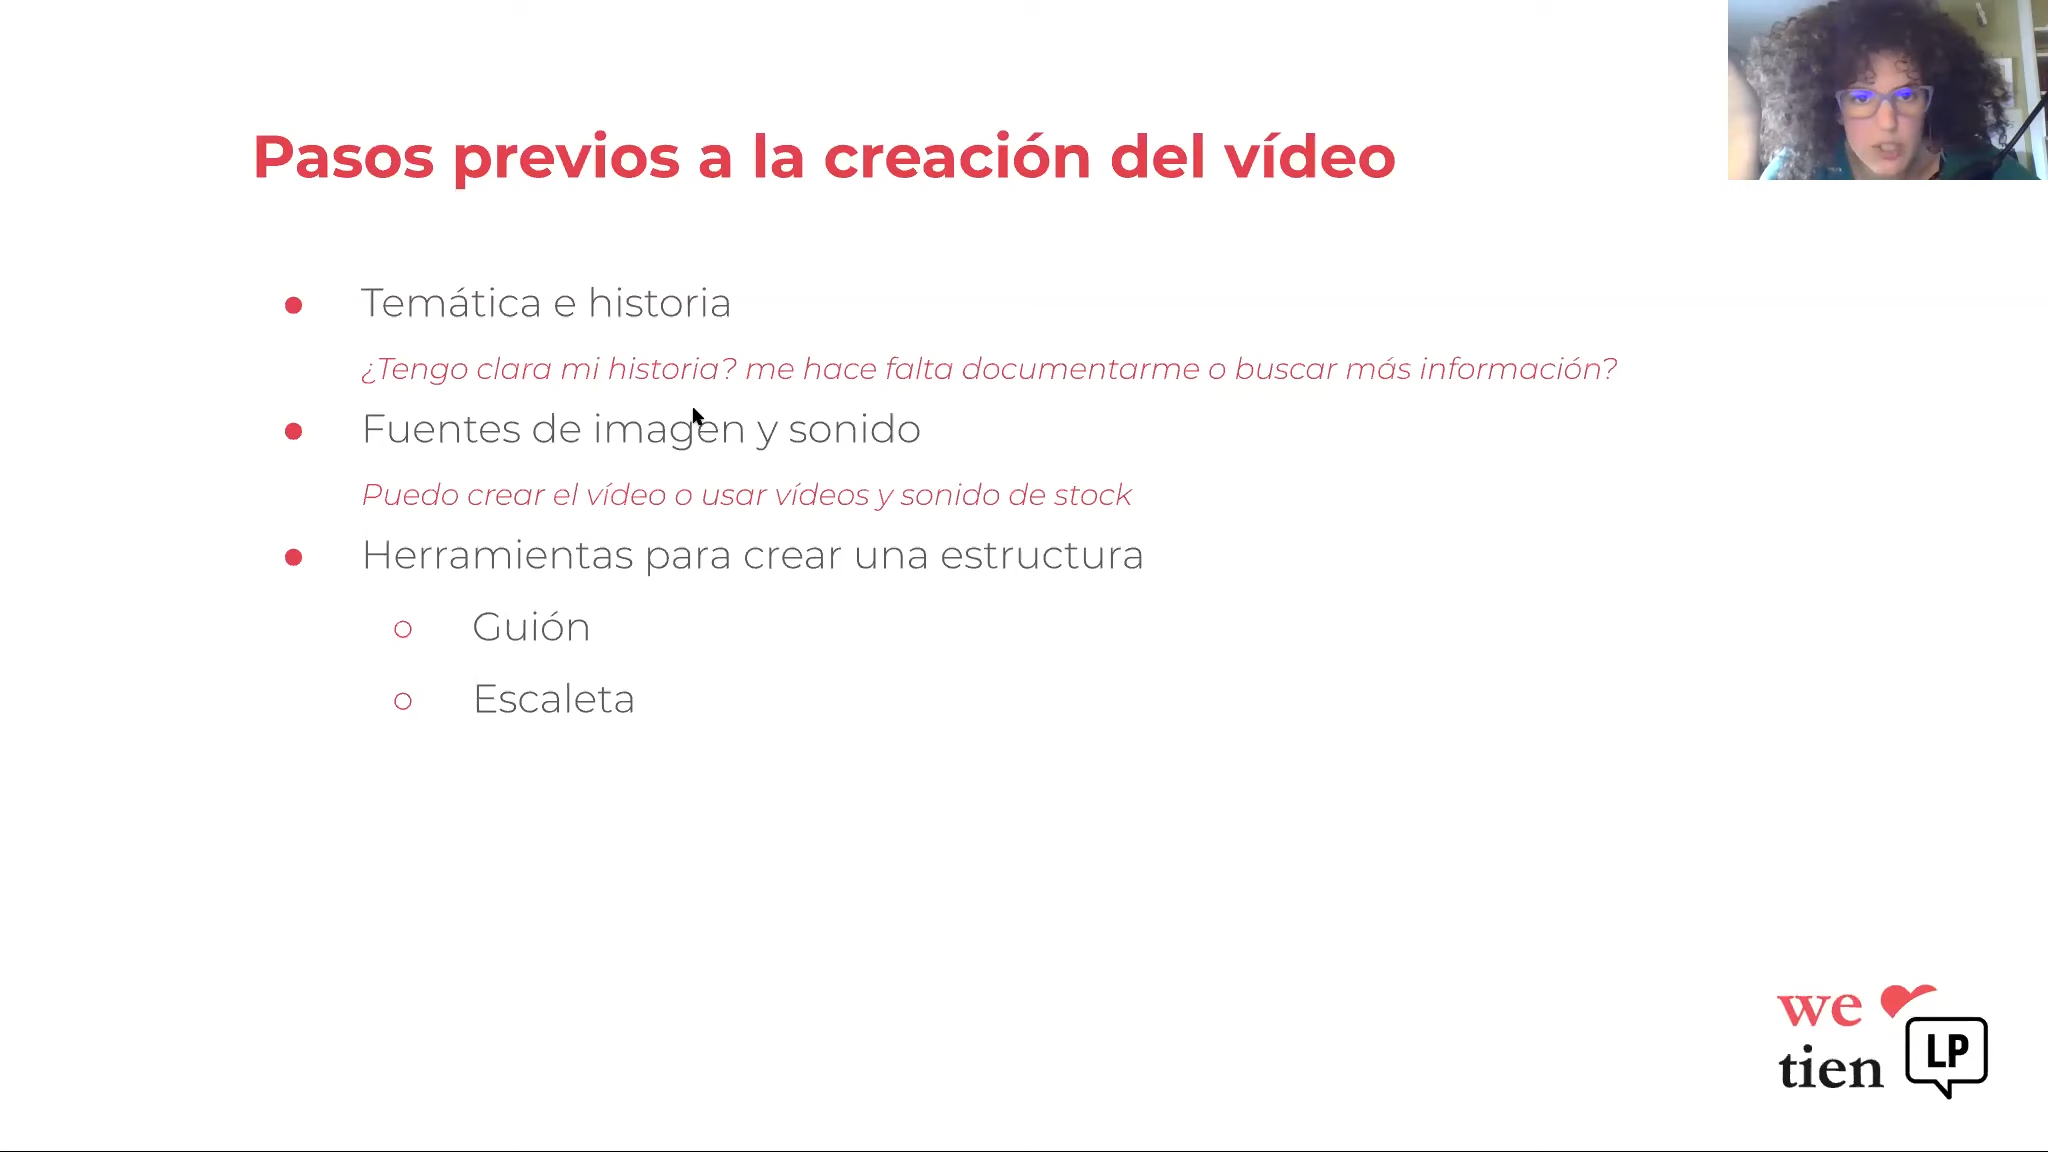 Pasos previos a la creación del vídeo
Temática e historia
¿Tengo clara mi historia? me hace falta documentarme o buscar más información?
Fuentes de imagen y sonido
Puedo crear el vídeo o usar vídeos y sonido de stock
Herramientas para crear una estructura
Guión
Escaleta
we
tien
LP